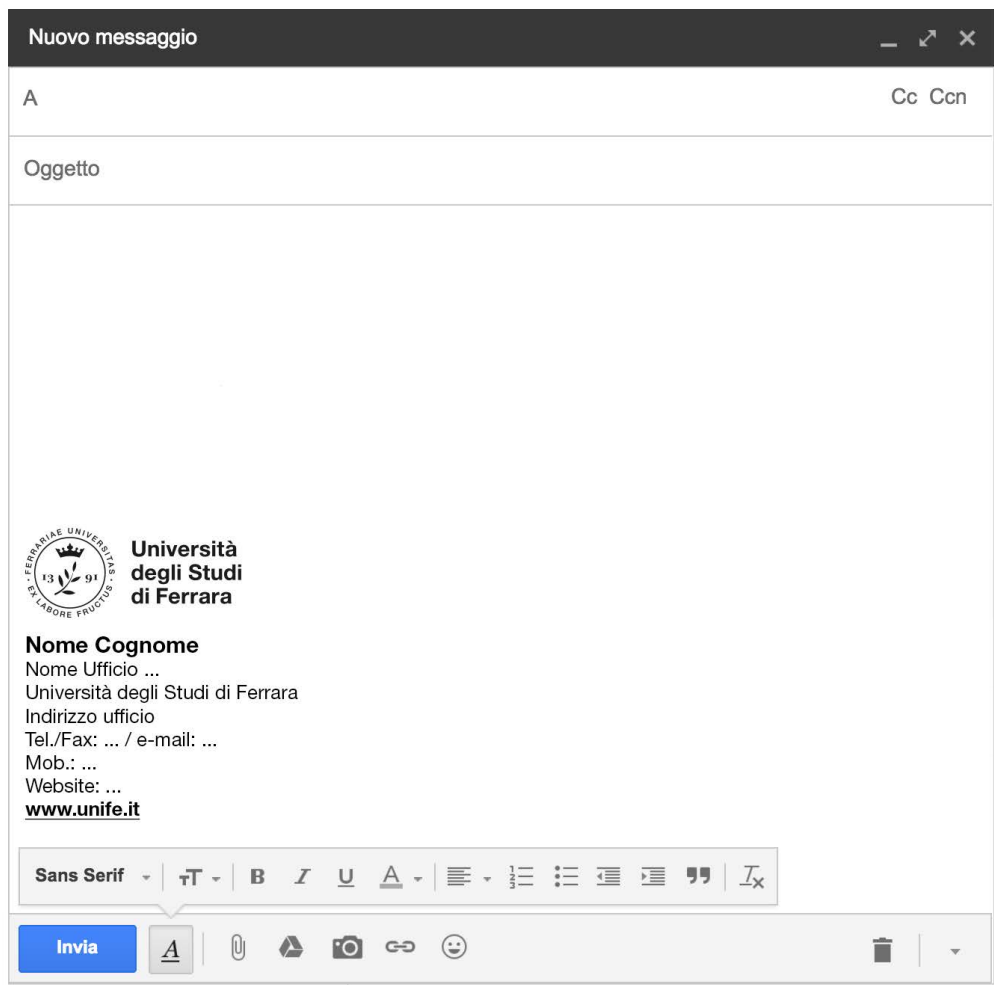 Nuovo messaggio
A
Cc Ccn
Oggetto
FERRARIAE UNIVERSITAS · EX LABORE FRUCTUS ·
13 91
Università
degli Studi
di Ferrara
Nome Cognome
Nome Ufficio ...
Università degli Studi di Ferrara
Indirizzo ufficio
Tel./Fax: ... / e-mail: ...
Mob.: ...
Website: ...
www.unife.it
Sans Serif
Invia